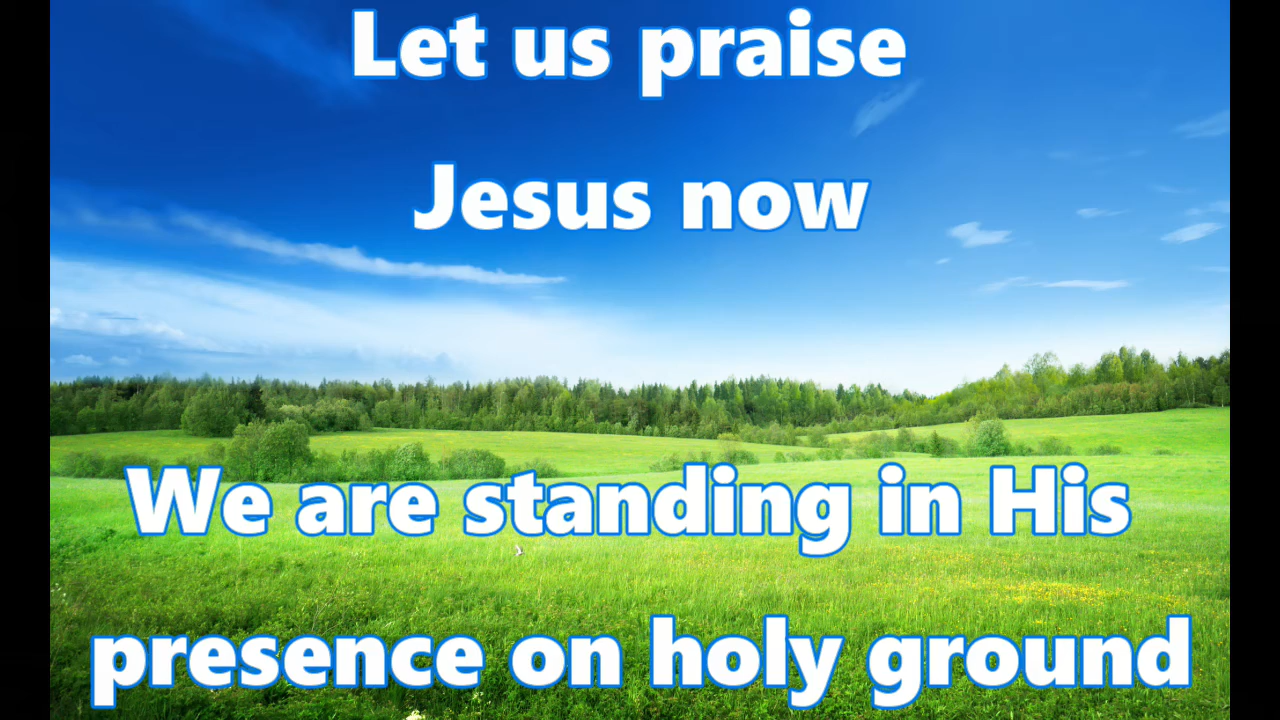 Let us praise
Jesus now
We are standing in His
presence on holy ground